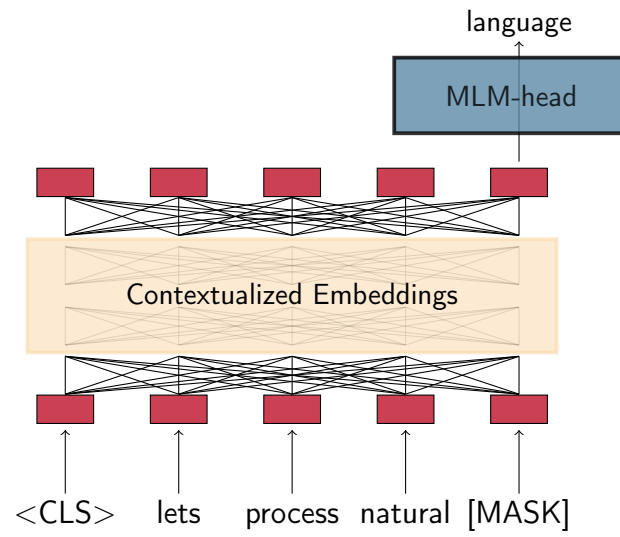 language
MLM-head
Contextualized Embeddings
<CLS> lets process natural [MASK]